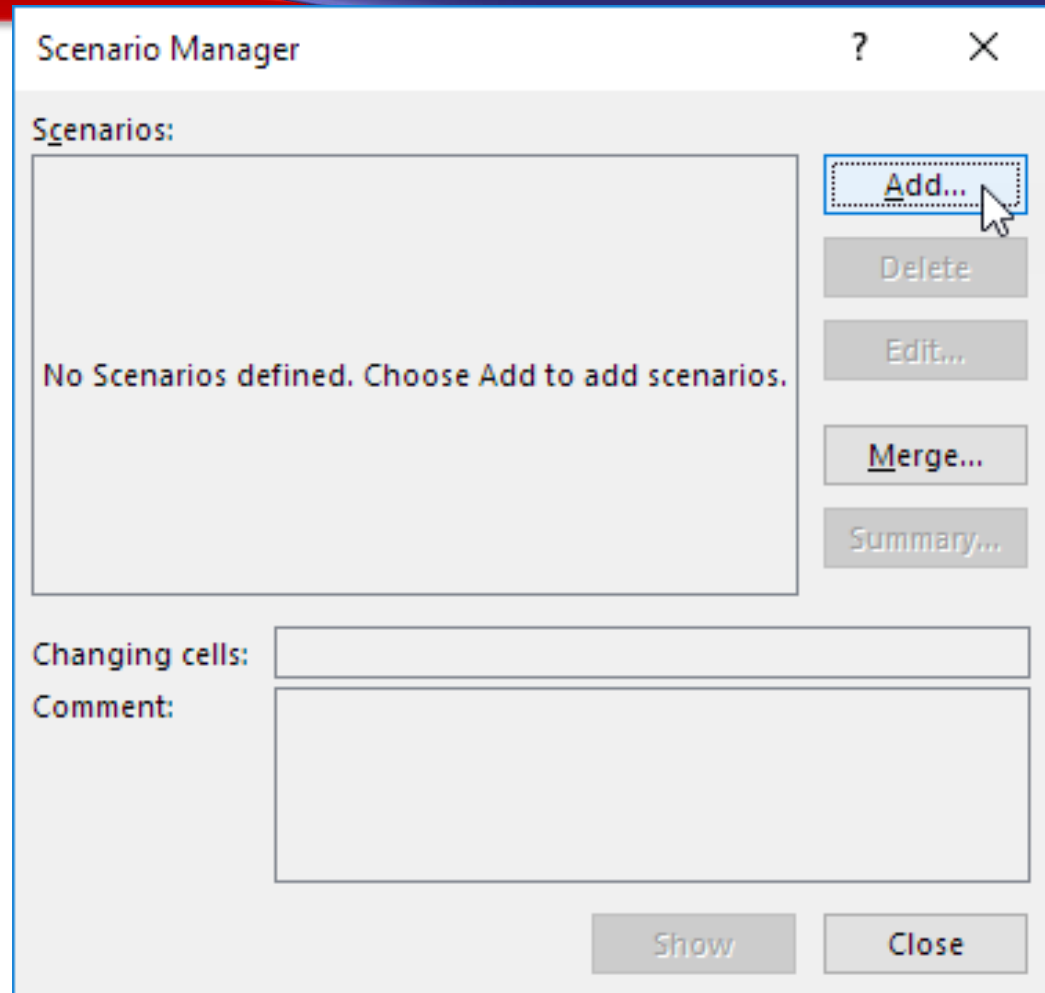 Scenario Manager ? ✕
Scenarios:
Add...
Delete
Edit...
No Scenarios defined. Choose Add to add scenarios.
Merge...
Summary...
Changing cells:
Comment:
Show Close